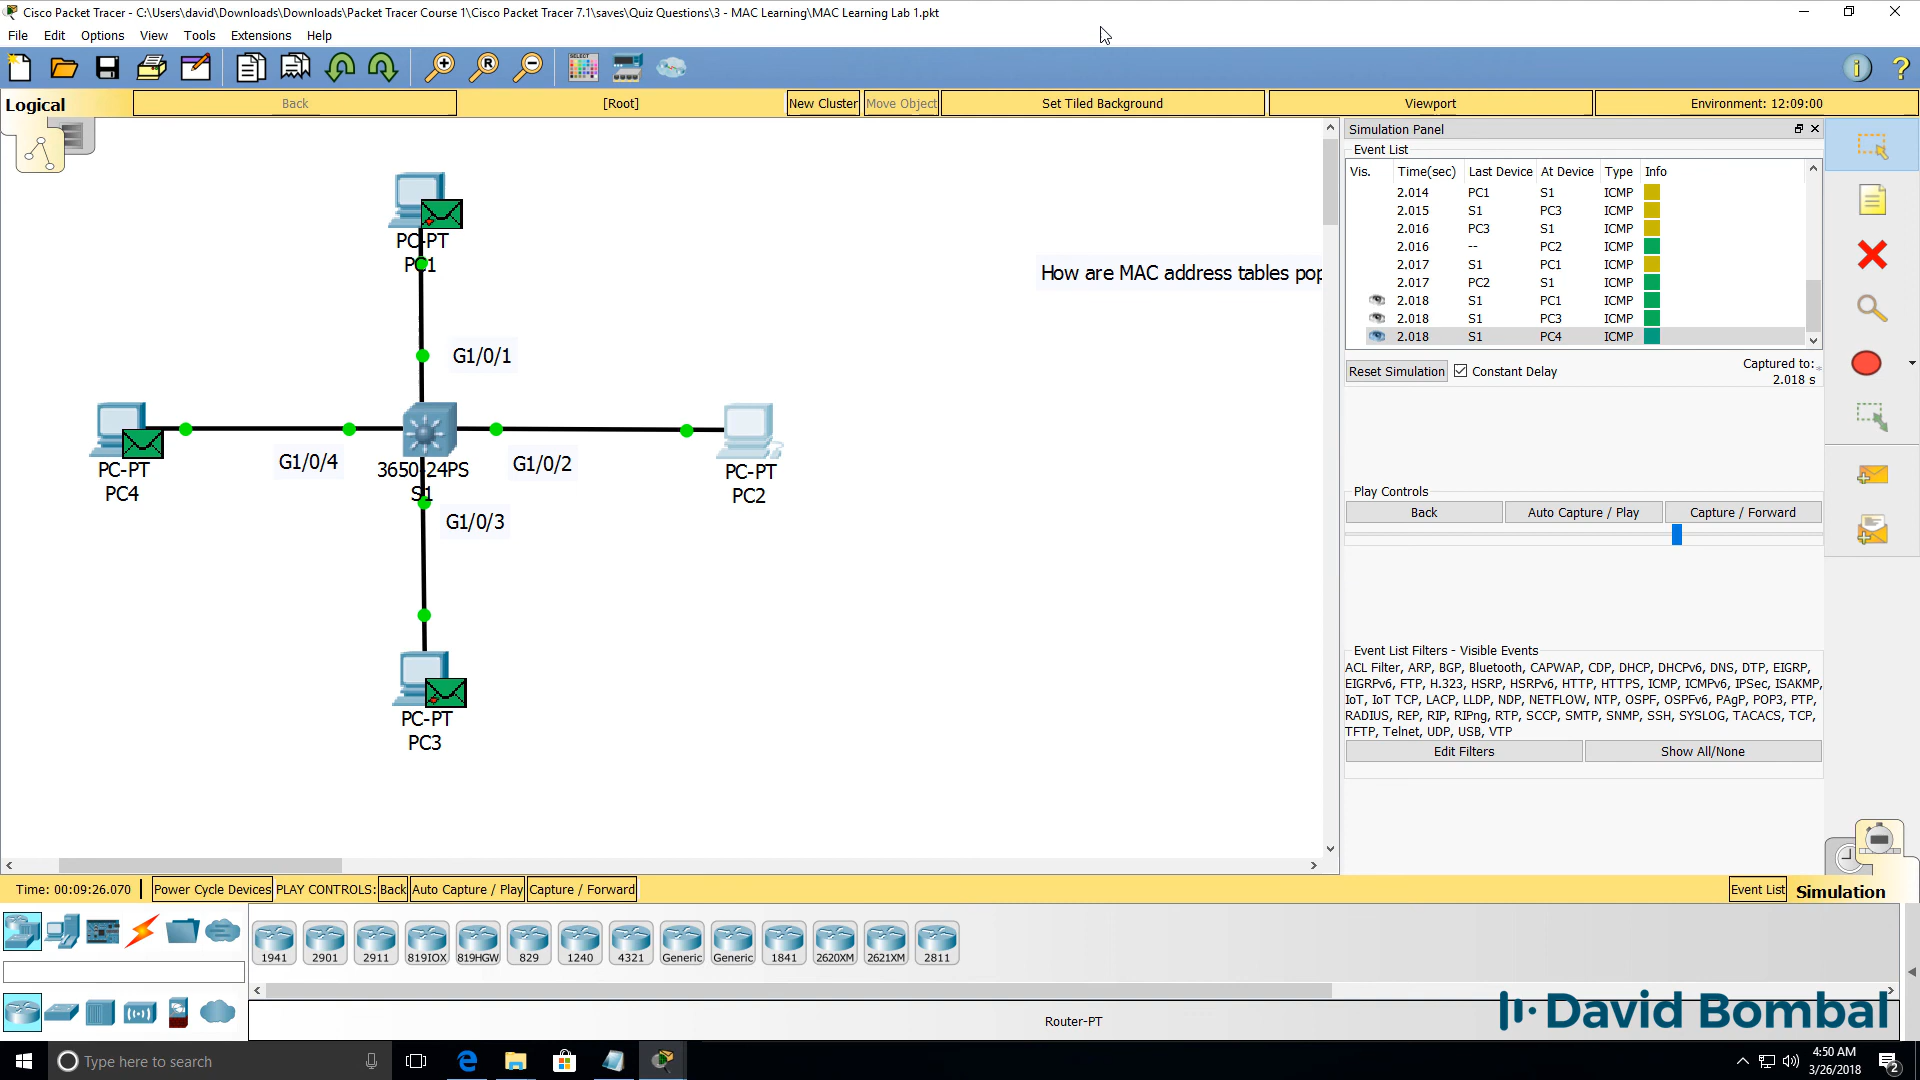 Cisco Packet Tracer - C:\Users\david\Downloads\Downloads\Packet Tracer Course 1\Cisco Packet Tracer 7.1\saves\Quiz Questions\3 - MAC Learning\MAC Learning Lab 1.pkt
File Edit Options View Tools Extensions Help
Logical Back [Root] New Cluster Move Object Set Tiled Background Viewport Environment: 12:09:00
PC-PT
PC1
How are MAC address tables pop
G1/0/1
G1/0/4
3650-24PS
S1
G1/0/2
PC-PT
PC4
PC-PT
PC2
G1/0/3
PC-PT
PC3
Simulation Panel
Event List
Vis. Time(sec) Last Device At Device Type Info
2.014 PC1 S1 ICMP
2.015 S1 PC3 ICMP
2.016 PC3 S1 ICMP
2.016 -- PC2 ICMP
2.017 S1 PC1 ICMP
2.017 PC2 S1 ICMP
2.018 S1 PC1 ICMP
2.018 S1 PC3 ICMP
2.018 S1 PC4 ICMP
Reset Simulation Constant Delay Captured to:
2.018 s
Play Controls
Back Auto Capture / Play Capture / Forward
Event List Filters - Visible Events
ACL Filter, ARP, BGP, Bluetooth, CAPWAP, CDP, DHCP, DHCPv6, DNS, DTP, EIGRP,
EIGRPv6, FTP, H.323, HSRP, HSRPv6, HTTP, HTTPS, ICMP, ICMPv6, IPSec, ISAKMP,
IoT, IoT TCP, LACP, LLDP, NDP, NETFLOW, NTP, OSPF, OSPFv6, PAgP, POP3, PTP,
RADIUS, REP, RIP, RIPng, RTP, SCCP, SMTP, SNMP, SSH, SYSLOG, TACACS, TCP,
TFTP, Telnet, UDP, USB, VTP
Edit Filters Show All/None
Time: 00:09:26.070 Power Cycle Devices PLAY CONTROLS: Back Auto Capture / Play Capture / Forward Event List Simulation
SELECT
1941 2901 2911 819IOX 819HGW 829 1240 4321 Generic Generic 1841 2620XM 2621XM 2811
Router-PT
David Bombal
Type here to search
4:50 AM
3/26/2018
2